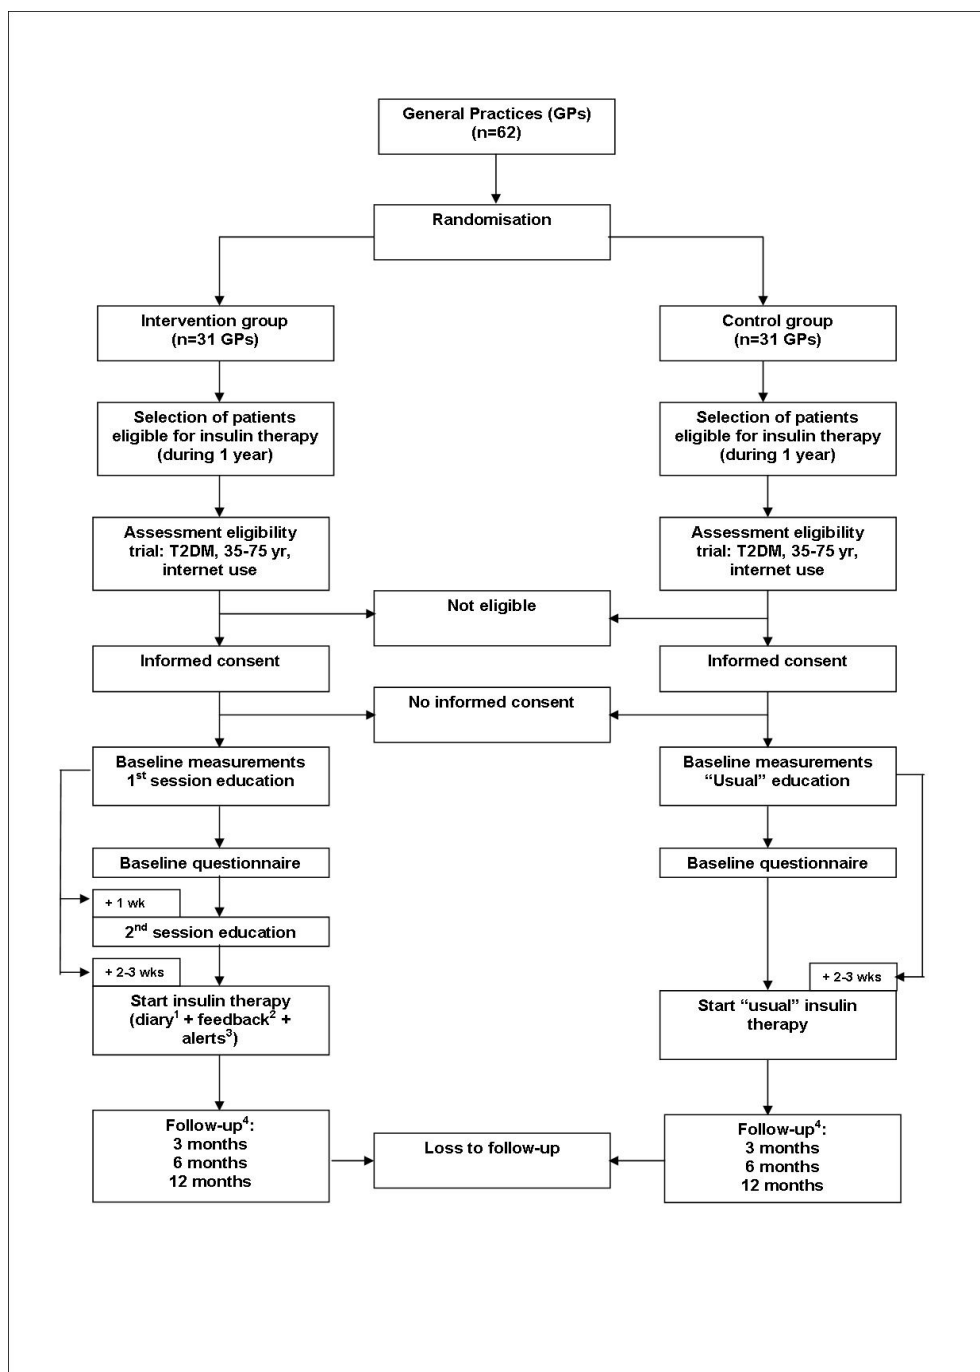 General Practices (GPs)
(n=62)
Randomisation
Intervention group
(n=31 GPs)
Control group
(n=31 GPs)
Selection of patients
eligible for insulin therapy
(during 1 year)
Selection of patients
eligible for insulin therapy
(during 1 year)
Assessment eligibility
trial: T2DM, 35-75 yr,
internet use
Assessment eligibility
trial: T2DM, 35-75 yr,
internet use
Not eligible
Informed consent
Informed consent
No informed consent
Baseline measurements
1st session education
Baseline measurements
“Usual” education
Baseline questionnaire
Baseline questionnaire
+ 1 wk
2nd session education
+ 2-3 wks
+ 2-3 wks
Start insulin therapy
(diary1 + feedback2 +
alerts3)
Start “usual” insulin
therapy
Follow-up4:
3 months
6 months
12 months
Loss to follow-up
Follow-up4:
3 months
6 months
12 months